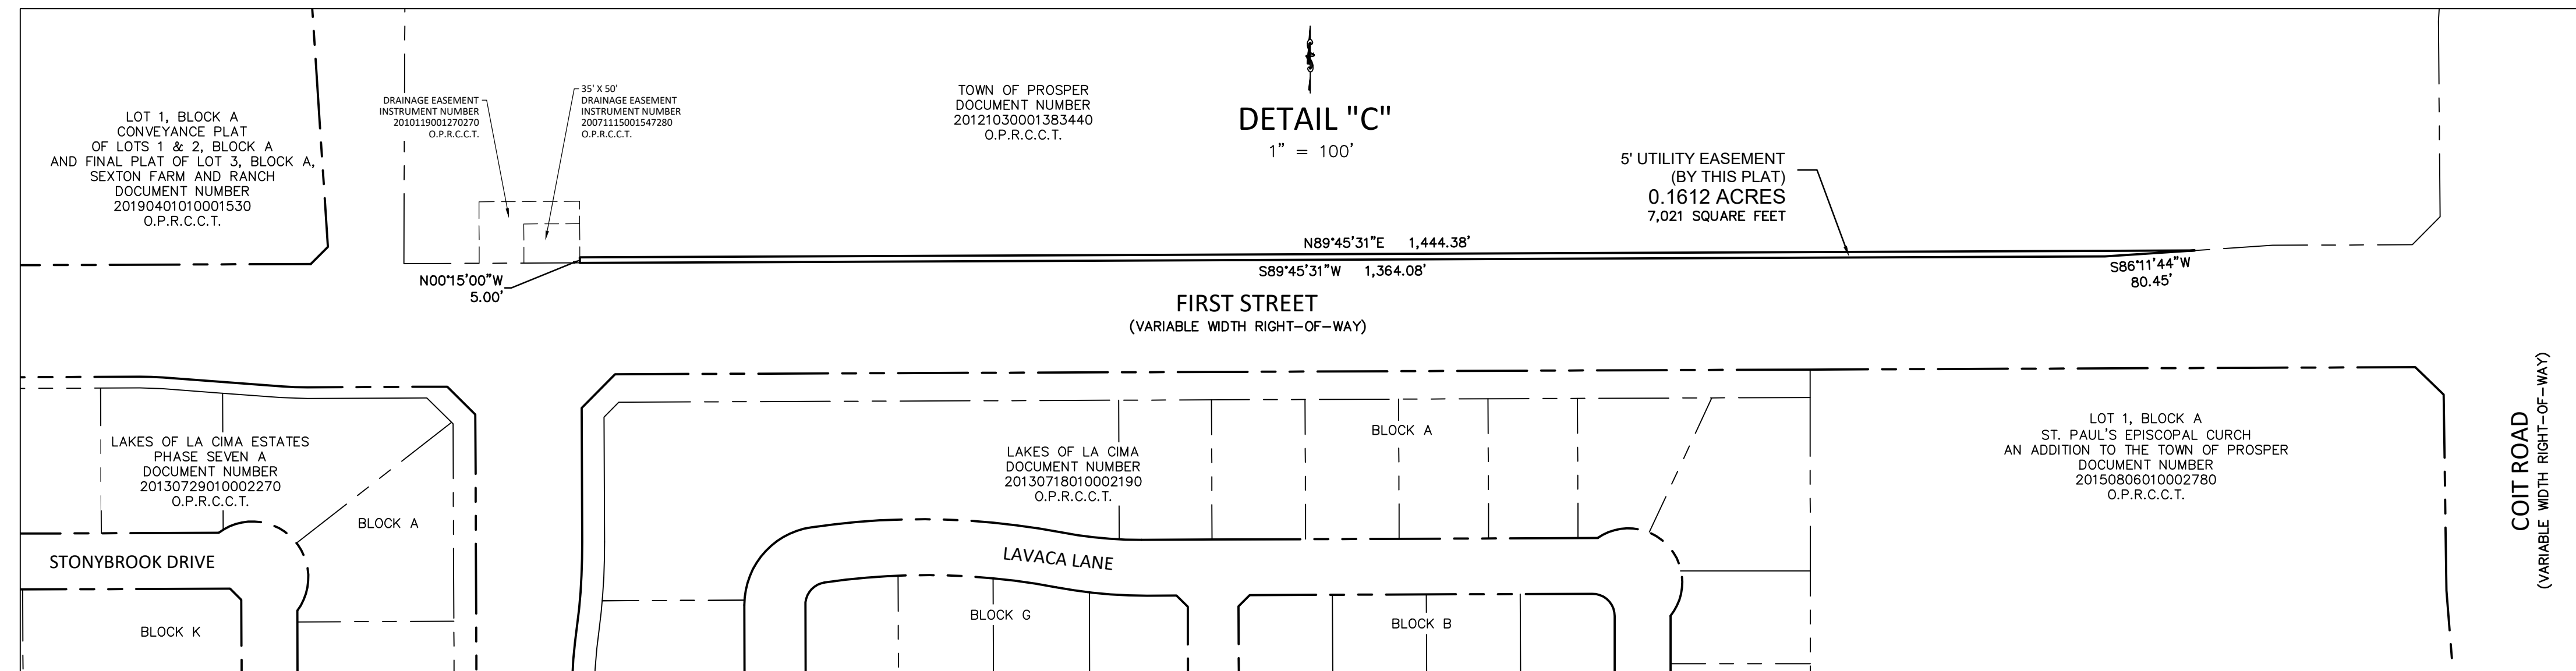 LOT 1, BLOCK A
CONVEYANCE PLAT
OF LOTS 1 & 2, BLOCK A
AND FINAL PLAT OF LOT 3, BLOCK A,
SEXTON FARM AND RANCH
DOCUMENT NUMBER
20190401010001530
O.P.R.C.C.T.
DRAINAGE EASEMENT
INSTRUMENT NUMBER
2010119001270270
O.P.R.C.C.T.
35' X 50'
DRAINAGE EASEMENT
INSTRUMENT NUMBER
20071115001547280
O.P.R.C.C.T.
TOWN OF PROSPER
DOCUMENT NUMBER
20121030001383440
O.P.R.C.C.T.
DETAIL "C"
1" = 100'
5' UTILITY EASEMENT
(BY THIS PLAT)
0.1612 ACRES
7,021 SQUARE FEET
N89°45'31"E 1,444.38'
S89°45'31"W 1,364.08'
N00°15'00"W
5.00'
S86°11'44"W
80.45'
FIRST STREET
(VARIABLE WIDTH RIGHT-OF-WAY)
LAKES OF LA CIMA ESTATES
PHASE SEVEN A
DOCUMENT NUMBER
20130729010002270
O.P.R.C.C.T.
BLOCK A
STONYBROOK DRIVE
BLOCK K
LAKES OF LA CIMA
DOCUMENT NUMBER
20130718010002190
O.P.R.C.C.T.
BLOCK A
LAVACA LANE
BLOCK G
BLOCK B
LOT 1, BLOCK A
ST. PAUL'S EPISCOPAL CURCH
AN ADDITION TO THE TOWN OF PROSPER
DOCUMENT NUMBER
20150806010002780
O.P.R.C.C.T.
COIT ROAD
(VARIABLE WIDTH RIGHT-OF-WAY)